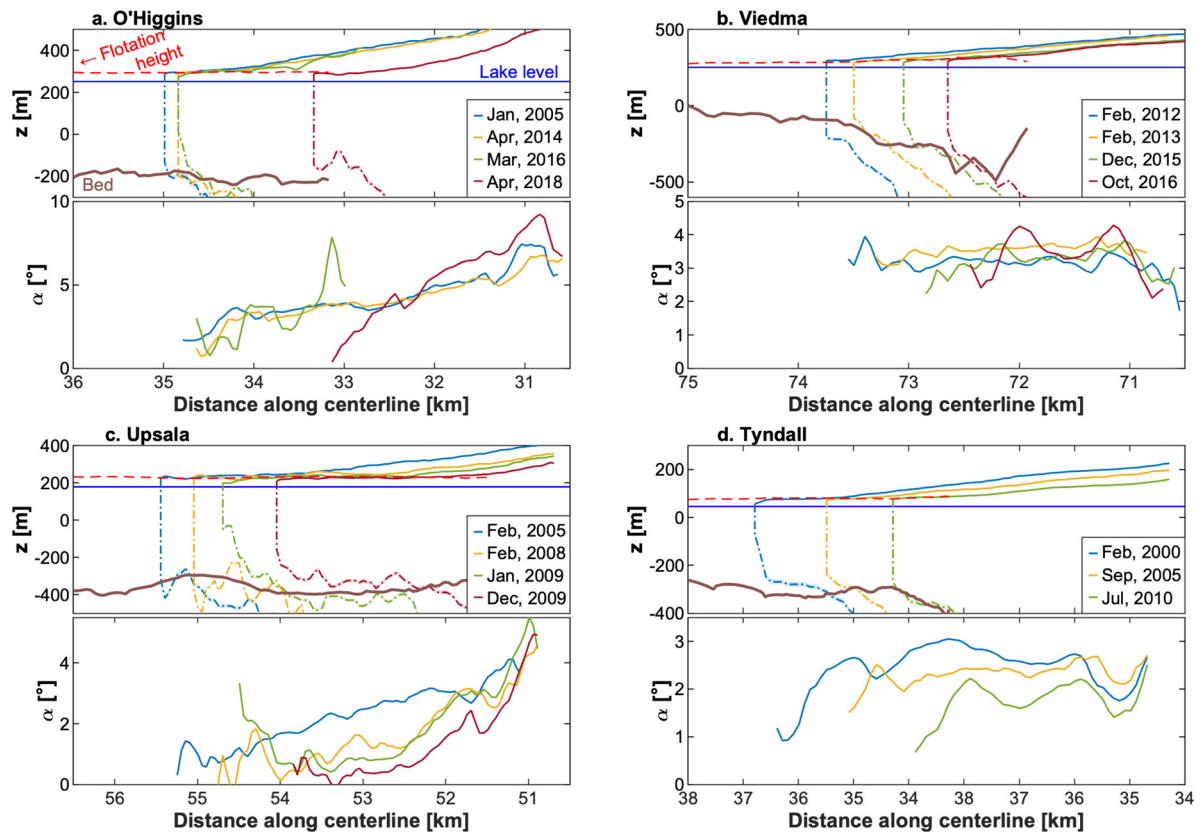 a. O'Higgins
400
200
0
-200
z [m]
← Flotation
height
Lake level
Bed
Jan, 2005
Apr, 2014
Mar, 2016
Apr, 2018
10
5
0
α [°]
36 35 34 33 32 31
Distance along centerline [km]
b. Viedma
500
0
-500
z [m]
Feb, 2012
Feb, 2013
Dec, 2015
Oct, 2016
5
4
3
2
1
0
α [°]
75 74 73 72 71
Distance along centerline [km]
c. Upsala
400
200
0
-200
-400
z [m]
Feb, 2005
Feb, 2008
Jan, 2009
Dec, 2009
4
2
0
α [°]
56 55 54 53 52 51
Distance along centerline [km]
d. Tyndall
200
0
-200
-400
z [m]
Feb, 2000
Sep, 2005
Jul, 2010
3
2
1
0
α [°]
38 37 36 35 34 38 37 36 35 34
Distance along centerline [km]